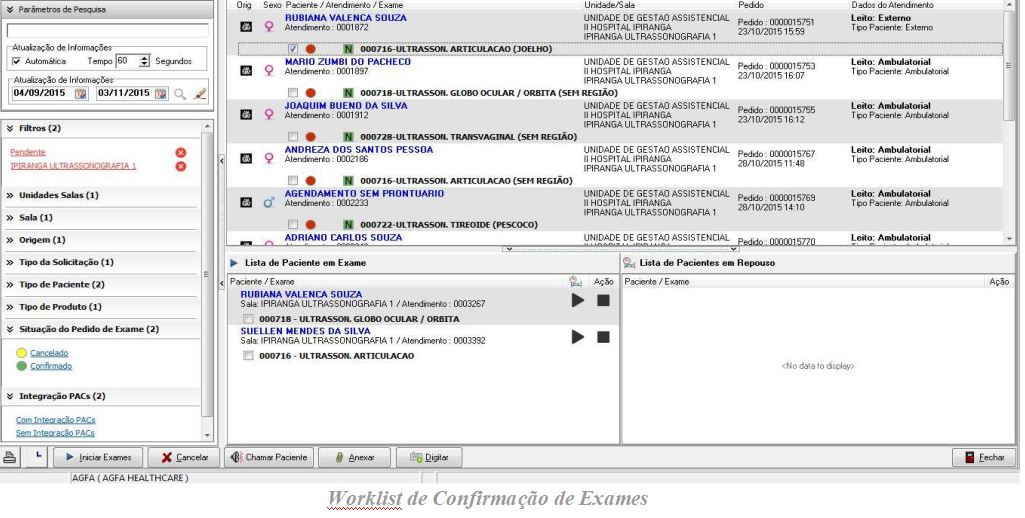 Parâmetros de Pesquisa
Atualização de Informações
Automática Tempo 60 Segundos
Atualização de Informações
04/09/2015 03/11/2015
Filtros (2)
Pendente
IPIRANGA ULTRASSONOGRAFIA 1
Unidades Salas (1)
Sala (1)
Origem (1)
Tipo da Solicitação (1)
Tipo de Paciente (2)
Tipo de Produto (1)
Situação do Pedido de Exame (2)
Cancelado
Confirmado
Integração PACs (2)
Com Integração PACs
Sem Integração PACs
Orig Sexo Paciente / Atendimento / Exame Unidade/Sala Pedido Dados do Atendimento
RUBIANA VALENCA SOUZA
Atendimento : 0001872
UNIDADE DE GESTAO ASSISTENCIAL
II HOSPITAL IPIRANGA
IPIRANGA ULTRASSONOGRAFIA 1
Pedido : 0000015751
23/10/2015 15:59
Leito: Externo
Tipo Paciente: Externo
N 000716-ULTRASSON. ARTICULACAO (JOELHO)
MARIO ZUMBI DO PACHECO
Atendimento : 0001897
UNIDADE DE GESTAO ASSISTENCIAL
II HOSPITAL IPIRANGA
IPIRANGA ULTRASSONOGRAFIA 1
Pedido : 0000015753
23/10/2015 16:07
Leito: Ambulatorial
Tipo Paciente: Ambulatorial
N 000718-ULTRASSON. GLOBO OCULAR / ORBITA (SEM REGIÃO)
JOAQUIM BUENO DA SILVA
Atendimento : 0001912
UNIDADE DE GESTAO ASSISTENCIAL
II HOSPITAL IPIRANGA
IPIRANGA ULTRASSONOGRAFIA 1
Pedido : 0000015755
23/10/2015 16:12
Leito: Ambulatorial
Tipo Paciente: Ambulatorial
N 000728-ULTRASSON. TRANSVAGINAL (SEM REGIÃO)
ANDREZA DOS SANTOS PESSOA
Atendimento : 0002186
UNIDADE DE GESTAO ASSISTENCIAL
II HOSPITAL IPIRANGA
IPIRANGA ULTRASSONOGRAFIA 1
Pedido : 0000015767
28/10/2015 11:48
Leito: Ambulatorial
Tipo Paciente: Ambulatorial
N 000716-ULTRASSON. ARTICULACAO (SEM REGIÃO)
AGENDAMENTO SEM PRONTUARIO
Atendimento : 0002233
UNIDADE DE GESTAO ASSISTENCIAL
II HOSPITAL IPIRANGA
IPIRANGA ULTRASSONOGRAFIA 1
Pedido : 0000015769
28/10/2015 14:10
Leito: Ambulatorial
Tipo Paciente: Ambulatorial
N 000722-ULTRASSON. TIREOIDE (PESCOCO)
ADRIANO CARLOS SOUZA
UNIDADE DE GESTAO ASSISTENCIAL
Pedido : 0000015770
Leito: Ambulatorial
Lista de Paciente em Exame
Paciente / Exame Ação
RUBIANA VALENCA SOUZA
Sala: IPIRANGA ULTRASSONOGRAFIA 1 / Atendimento : 0003267
000718 - ULTRASSON. GLOBO OCULAR / ORBITA
SUELLEN MENDES DA SILVA
Sala: IPIRANGA ULTRASSONOGRAFIA 1 / Atendimento : 0003392
000716 - ULTRASSON. ARTICULACAO
Lista de Pacientes em Repouso
Paciente / Exame Ação
<No data to display>
Iniciar Exames Cancelar Chamar Paciente Anexar Digitar Fechar
AGFA ( AGFA HEALTHCARE )
Worklist de Confirmação de Exames